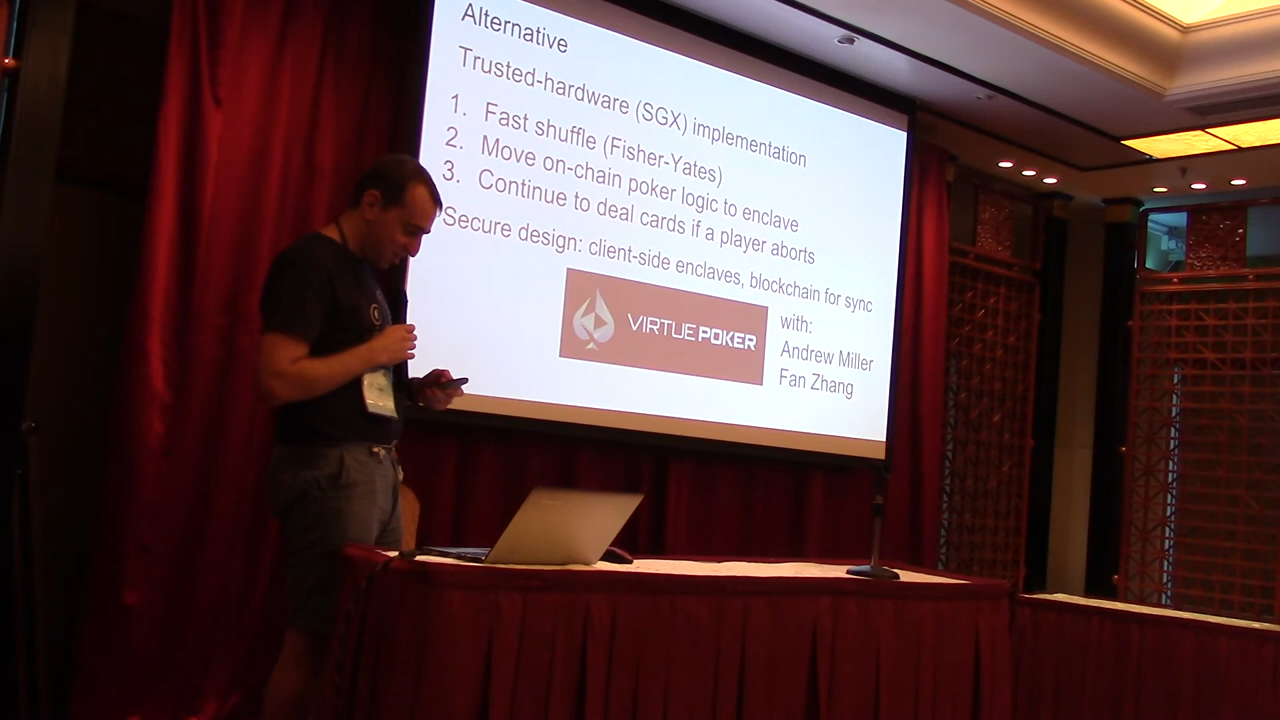 Alternative
Trusted-hardware (SGX) implementation
1. Fast shuffle (Fisher-Yates)
2. Move on-chain poker logic to enclave
3. Continue to deal cards if a player aborts
Secure design: client-side enclaves, blockchain for sync
VIRTUE POKER
with:
Andrew Miller
Fan Zhang